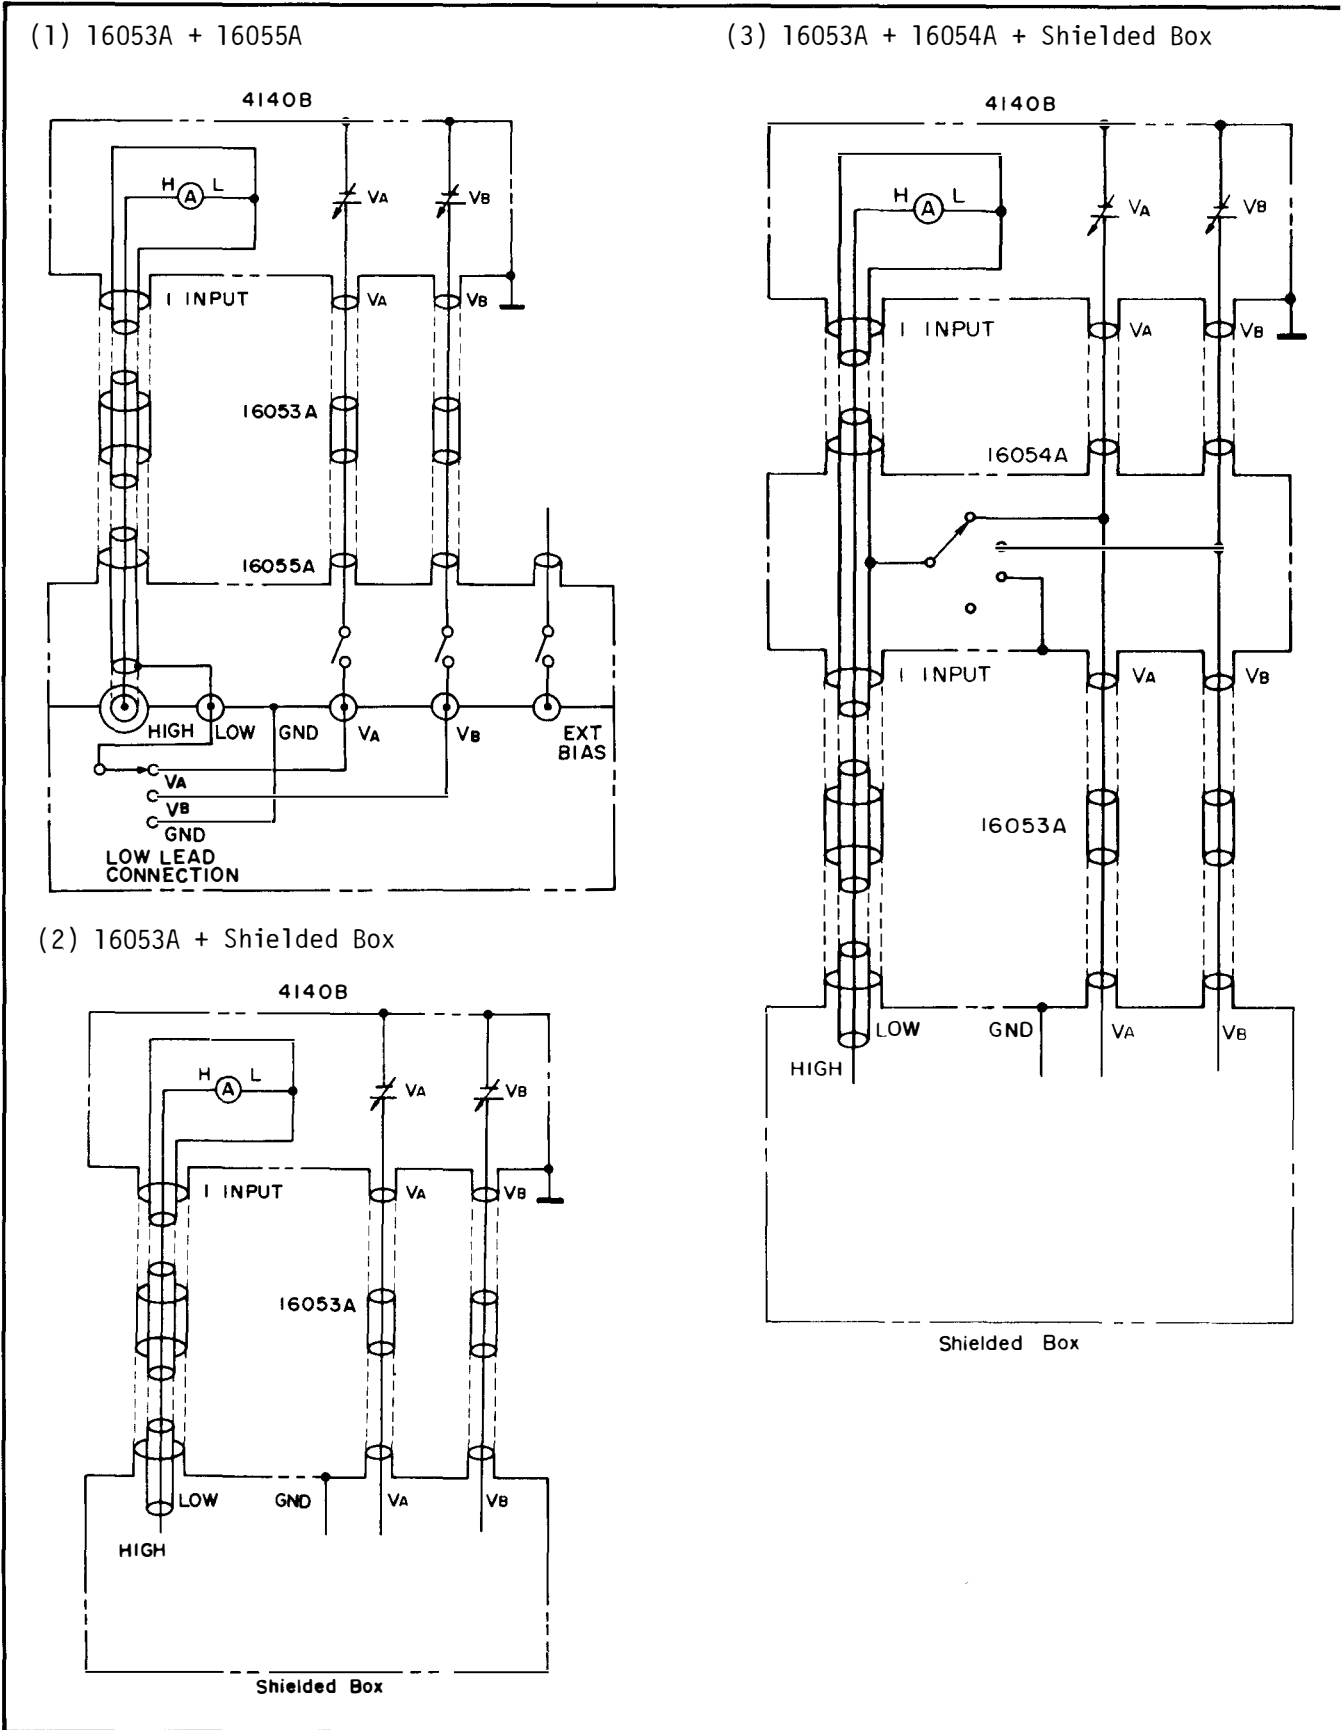 (1) 16053A + 16055A
4140B
H A L
VA
VB
I INPUT
VA
VB
16053A
16055A
HIGH
LOW
GND
VA
VB
EXT
BIAS
VA
VB
GND
LOW LEAD
CONNECTION
(2) 16053A + Shielded Box
4140B
H A L
VA
VB
I INPUT
VA
VB
16053A
LOW
GND
VA
VB
HIGH
Shielded Box
(3) 16053A + 16054A + Shielded Box
4140B
H A L
VA
VB
I INPUT
VA
VB
16054A
I INPUT
VA
VB
16053A
LOW
GND
VA
VB
HIGH
Shielded Box